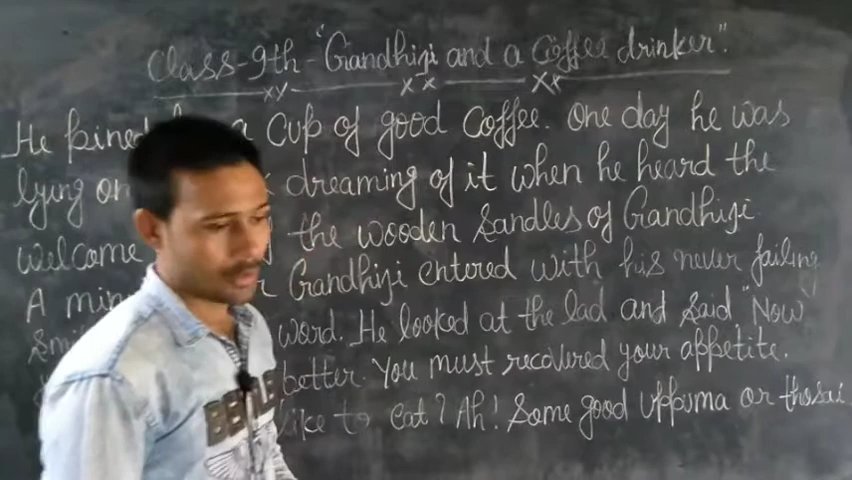 Class-9th-"Gandhiji and a Coffee drinker".
He pined a Cup of good Coffee. One day he was
lying on dreaming of it when he heard the
welcome the wooden Sandles of Gandhiji.
A Gandhiji entered with his never failing
word. He looked at the lad and Said "Now
better. You must recovered your appetite.
like to eat? Ah! Some good uppuma or thosai
BE